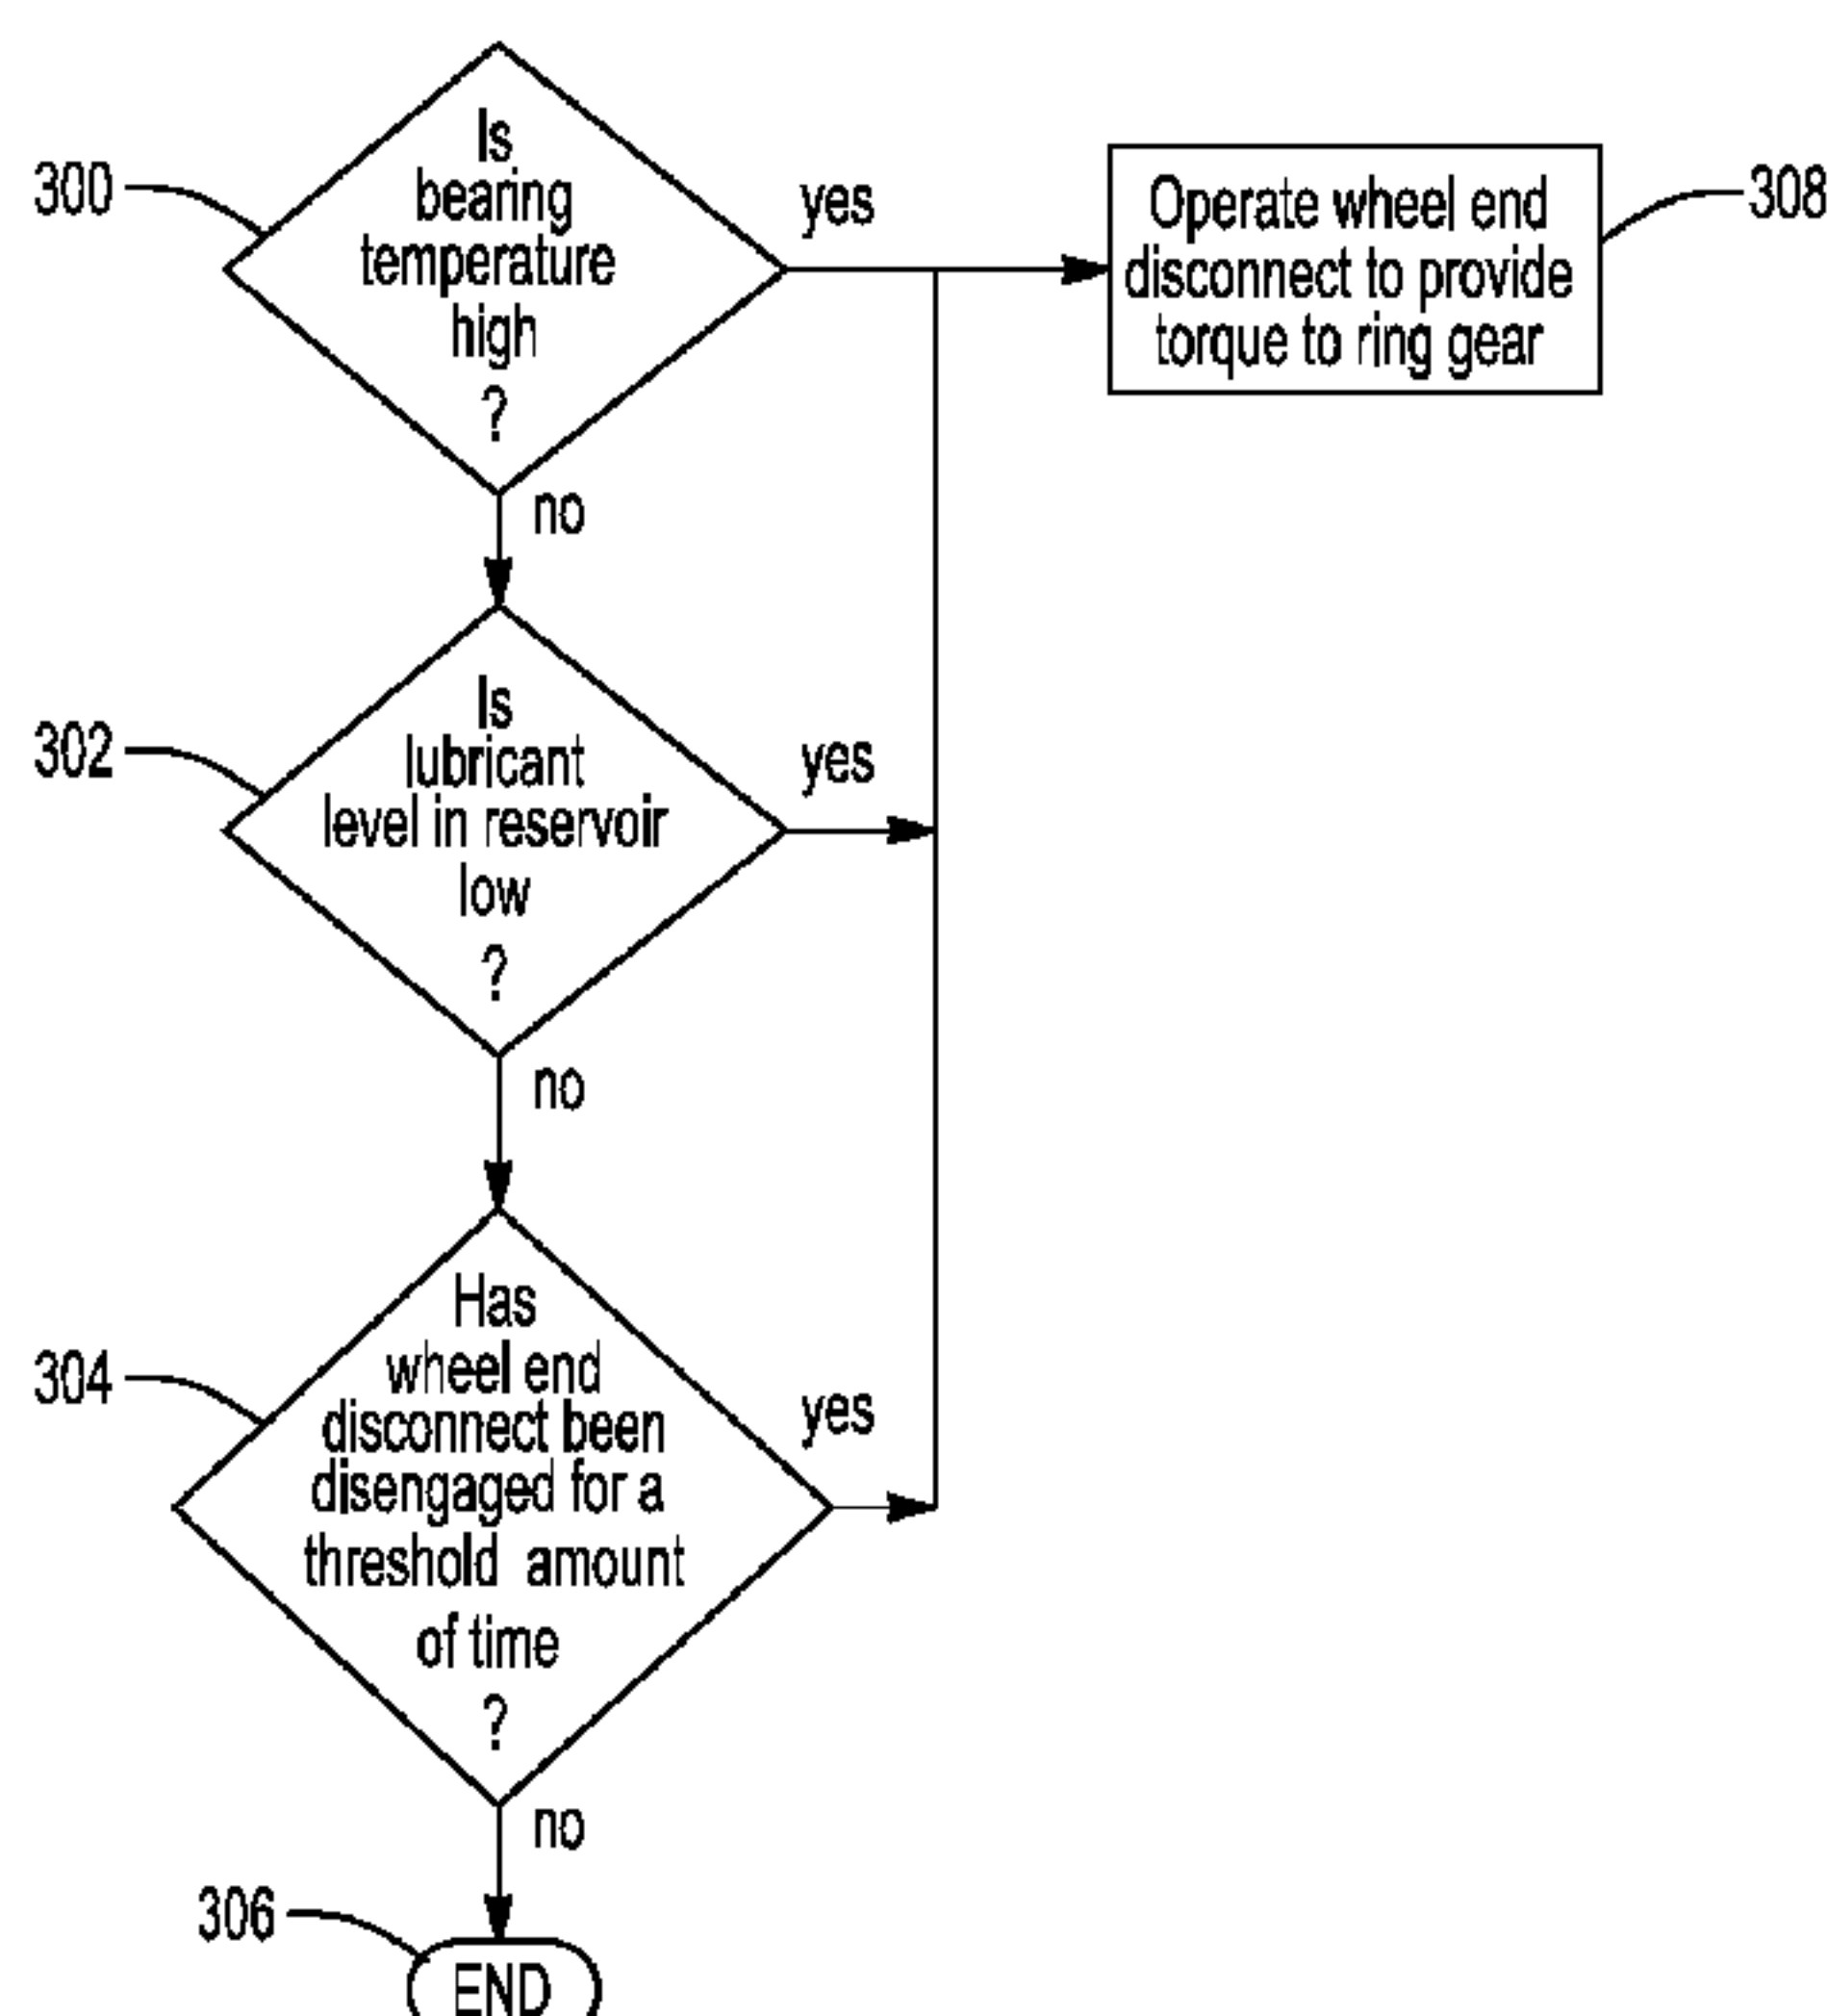 300
Is
bearing
temperature
high
?
yes
no
Operate wheel end
disconnect to provide
torque to ring gear
308
302
Is
lubricant
level in reservoir
low
?
yes
no
304
Has
wheel end
disconnect been
disengaged for a
threshold amount
of time
?
yes
no
306
END